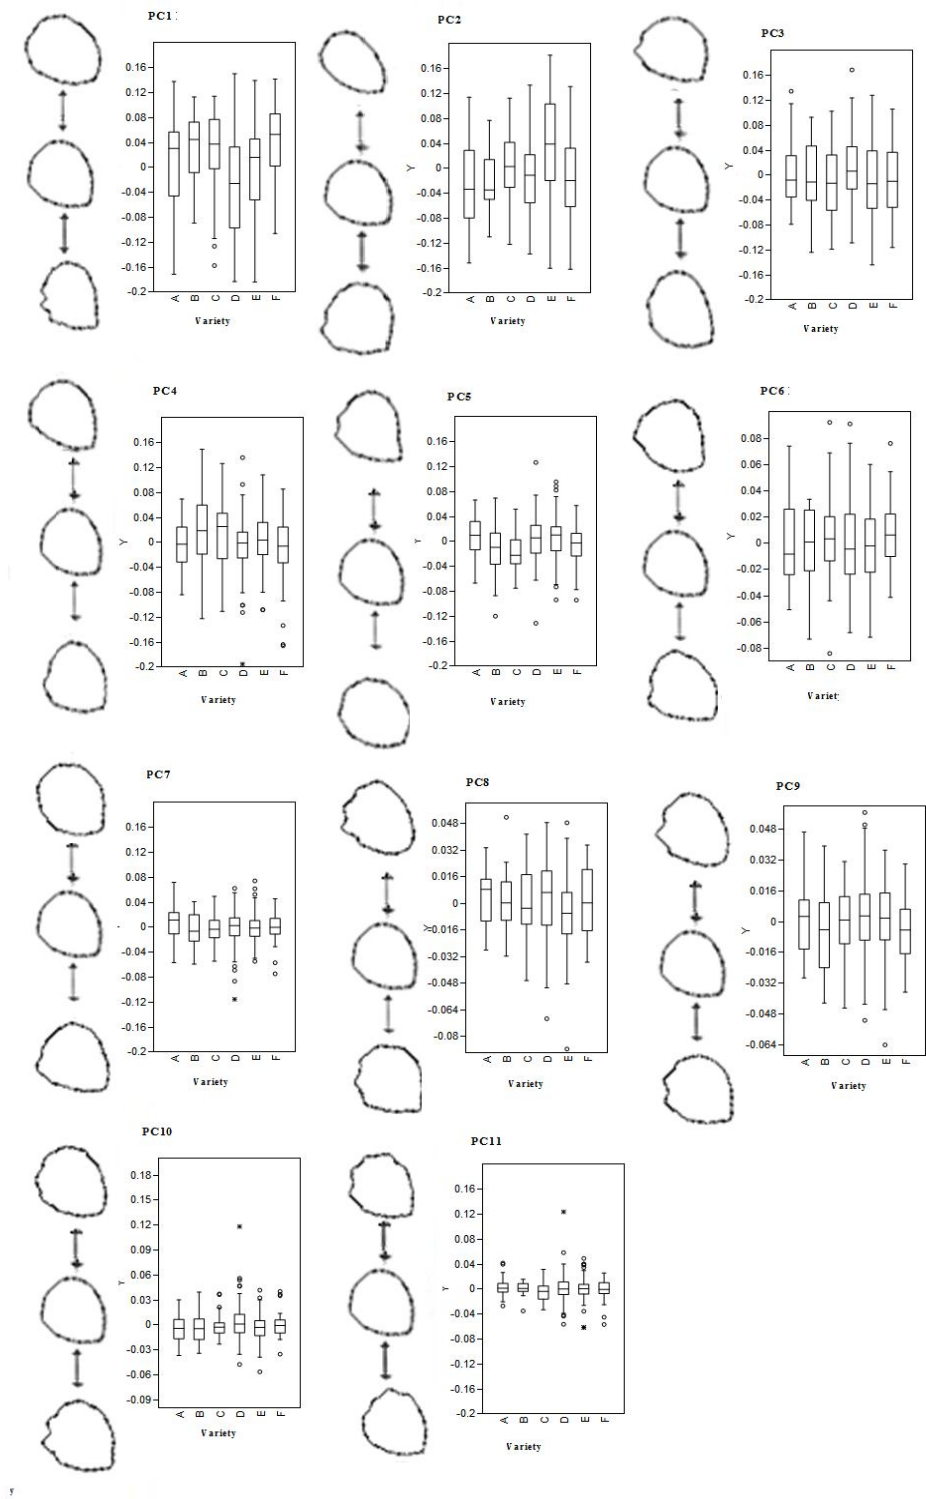 PC1 :
0.16
0.12
0.08
0.04
0
-0.04
-0.08
-0.12
-0.16
-0.2
A B C D E F
Variety
PC2
Y
0.16
0.12
0.08
0.04
0
-0.04
-0.08
-0.12
-0.16
-0.2
A B C D E F
Variety
PC3
Y
0.16
0.12
0.08
0.04
0
-0.04
-0.08
-0.12
-0.16
-0.2
A B C D E F
Variety
PC4
Y
0.16
0.12
0.08
0.04
0
-0.04
-0.08
-0.12
-0.16
-0.2
A B C D E F
Variety
PC5
Y
0.16
0.12
0.08
0.04
0
-0.04
-0.08
-0.12
-0.16
-0.2
A B C D E F
Variety
PC6 :
Y
0.08
0.06
0.04
0.02
0
-0.02
-0.04
-0.06
-0.08
A B C D E F
Variet
PC7
0.16
0.12
0.08
0.04
0
-0.04
-0.08
-0.12
-0.16
-0.2
A B C D E F
Variety
PC8
Y
0.048
0.032
0.016
0
-0.016
-0.032
-0.048
-0.064
-0.08
A B C D E F
Variety
PC9
Y
0.048
0.032
0.016
0
-0.016
-0.032
-0.048
-0.064
A B C D E F
Variety
PC10
Y
0.18
0.15
0.12
0.09
0.06
0.03
0
-0.03
-0.06
-0.09
A B C D E F
Variety
PC11
Y
0.16
0.12
0.08
0.04
0
-0.04
-0.08
-0.12
-0.16
-0.2
A B C D E F
Variety
y